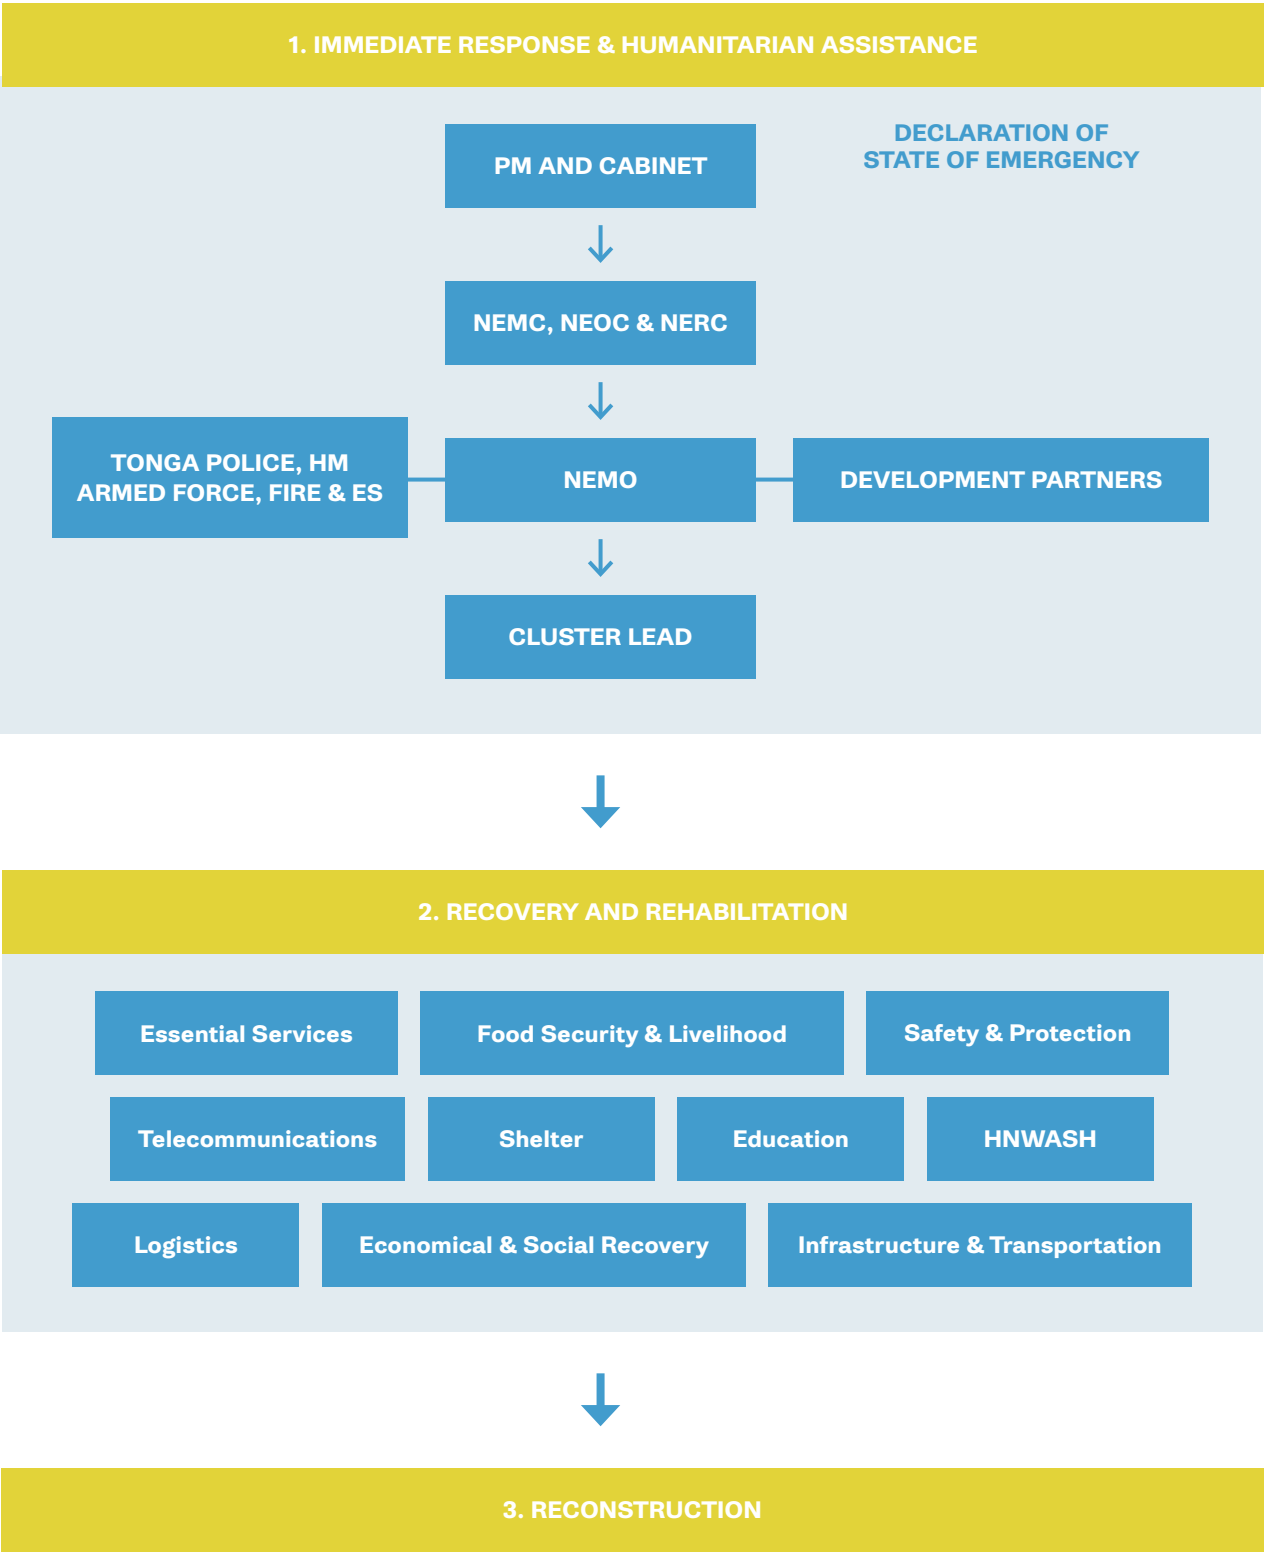 1. IMMEDIATE RESPONSE & HUMANITARIAN ASSISTANCE
DECLARATION OF
STATE OF EMERGENCY
PM AND CABINET
NEMC, NEOC & NERC
TONGA POLICE, HM
ARMED FORCE, FIRE & ES
NEMO
DEVELOPMENT PARTNERS
CLUSTER LEAD
2. RECOVERY AND REHABILITATION
Essential Services
Food Security & Livelihood
Safety & Protection
Telecommunications
Shelter
Education
HNWASH
Logistics
Economical & Social Recovery
Infrastructure & Transportation
3. RECONSTRUCTION